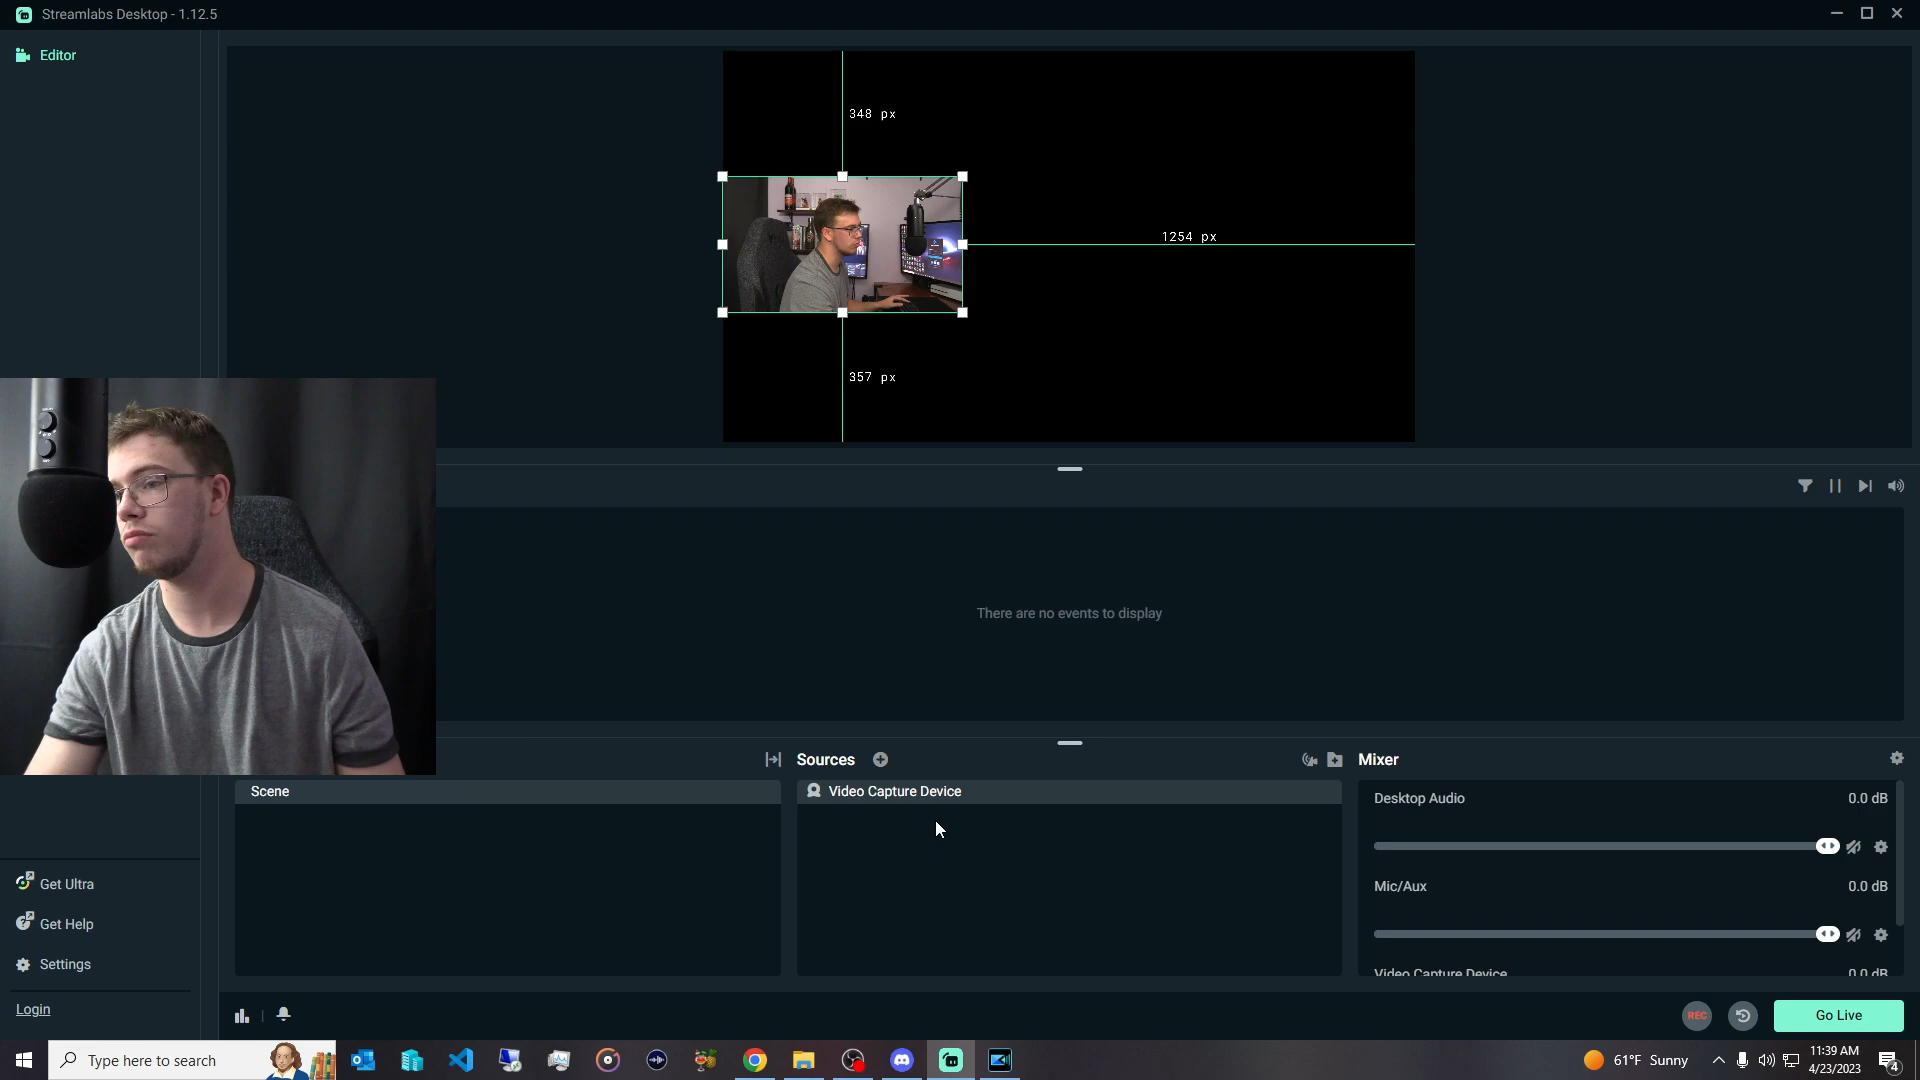 Streamlabs Desktop - 1.12.5
Editor
348 px
1254 px
357 px
There are no events to display
Sources
Mixer
Scene
Video Capture Device
Desktop Audio
0.0 dB
Mic/Aux
0.0 dB
Video Capture Device
0.0 dB
Get Ultra
Get Help
Settings
Login
REC
Go Live
Type here to search
61°F Sunny
11:39 AM
4/23/2023
4